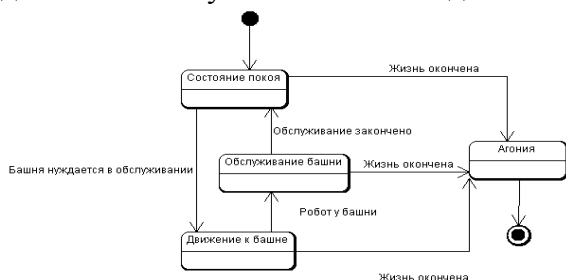 Жизнь окончена
Состояние покоя
Обслуживание закончено
Агония
Обслуживание башни
Жизнь окончена
Башня нуждается в обслуживании
Робот у башни
Движение к башне
Жизнь окончена